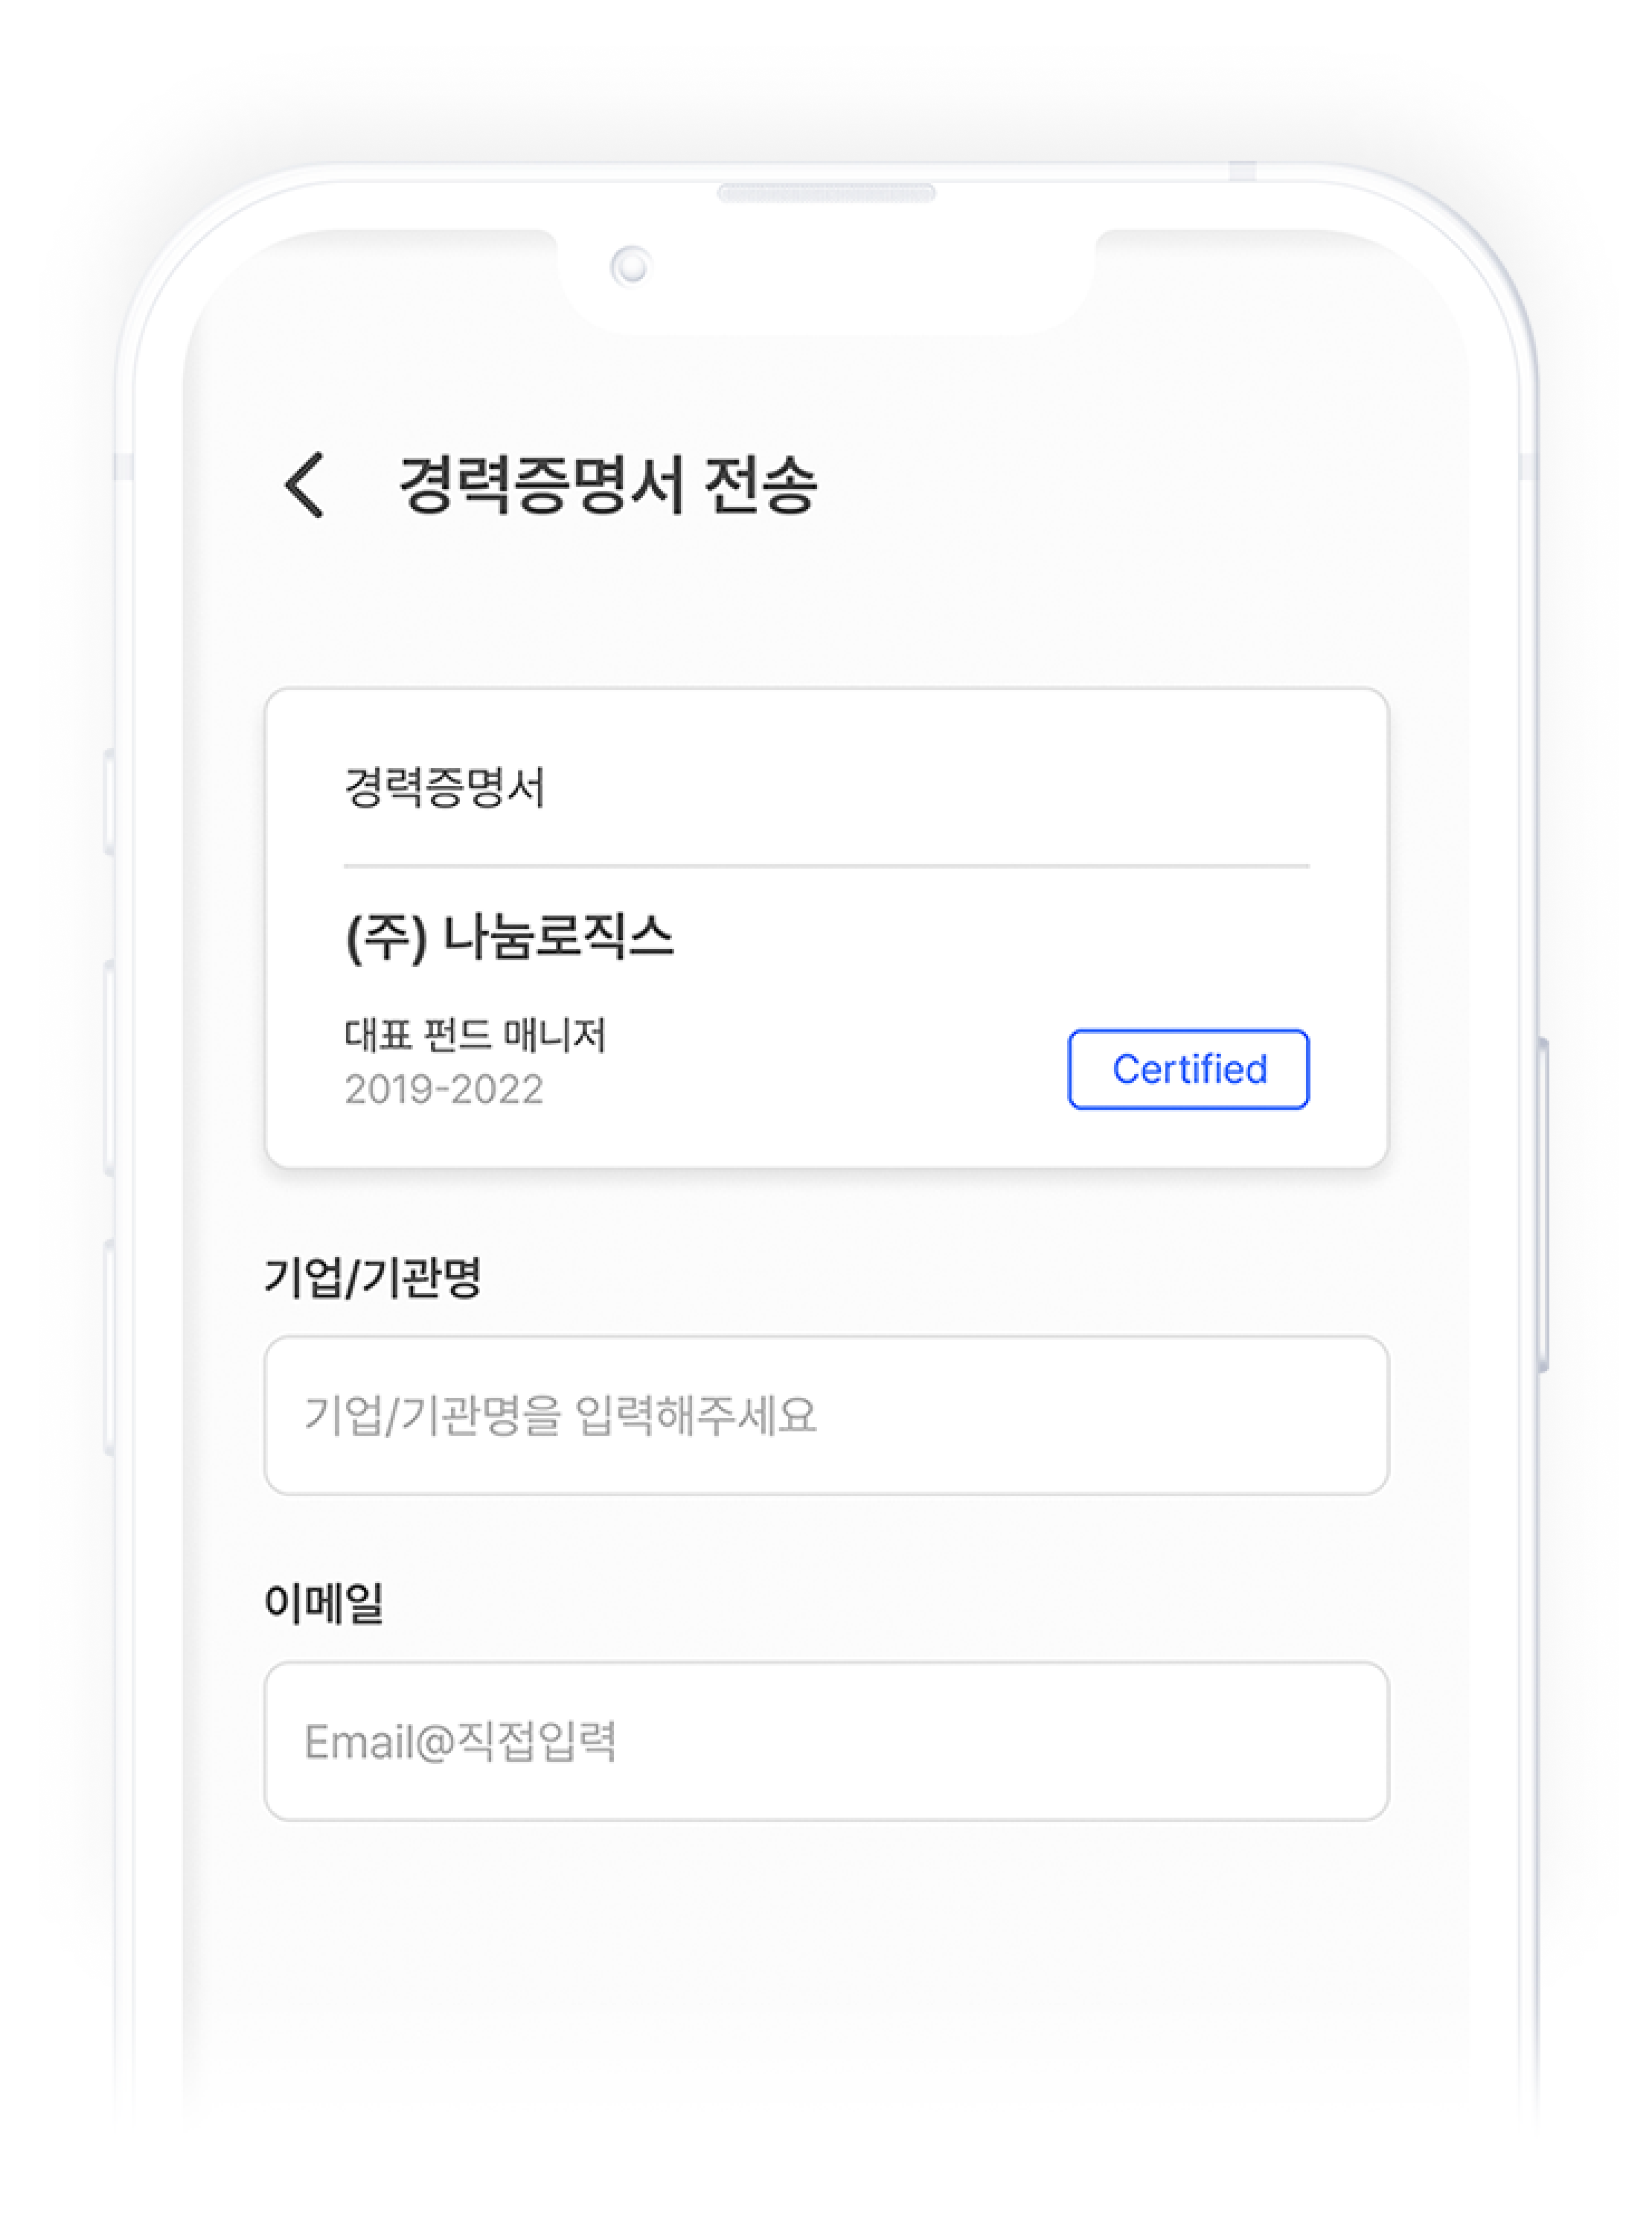 경력증명서 전송
경력증명서
(주) 나눔로직스
대표 펀드 매니저
2019-2022
Certified
기업/기관명
기업/기관명을 입력해주세요
이메일
Email@직접입력